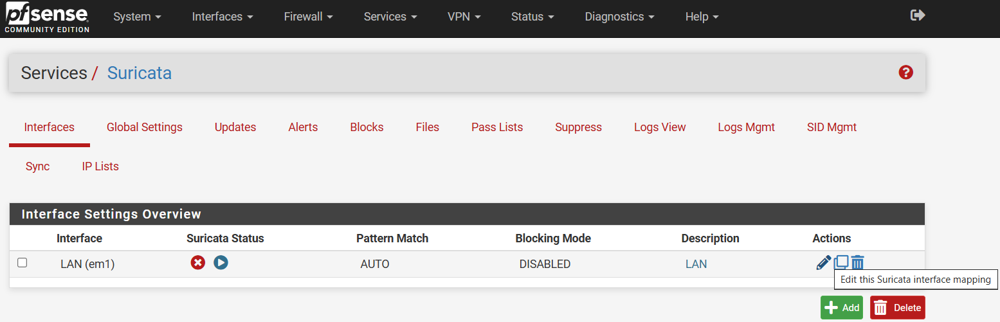 pfsense
COMMUNITY EDITION
System Interfaces Firewall Services VPN Status Diagnostics Help
Services / Suricata ?
Interfaces Global Settings Updates Alerts Blocks Files Pass Lists Suppress Logs View Logs Mgmt SID Mgmt
Sync IP Lists
Interface Settings Overview
Interface Suricata Status Pattern Match Blocking Mode Description Actions
LAN (em1) AUTO DISABLED LAN
Edit this Suricata interface mapping
Add Delete